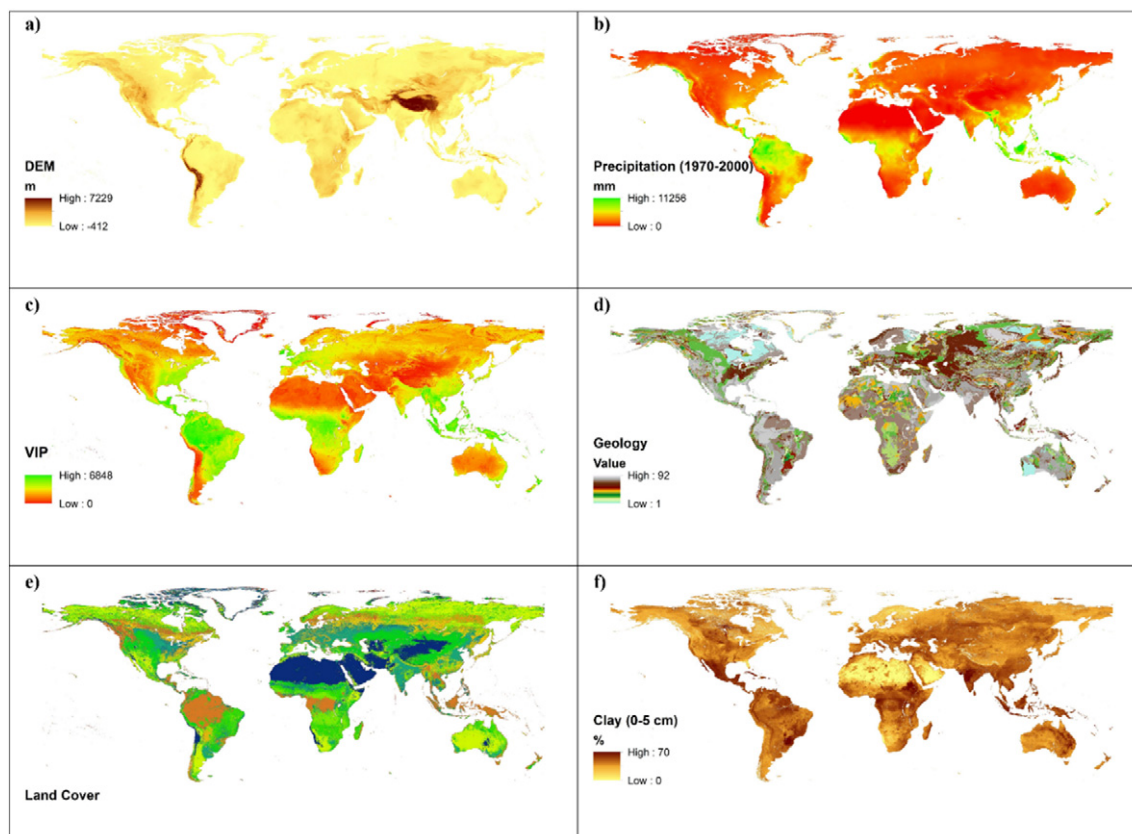 a)
DEM
m
High : 7229
Low : -412
b)
Precipitation (1970-2000)
mm
High : 11256
Low : 0
c)
VIP
High : 6848
Low : 0
d)
Geology
Value
High : 92
Low : 1
e)
Land Cover
f)
Clay (0-5 cm)
%
High : 70
Low : 0